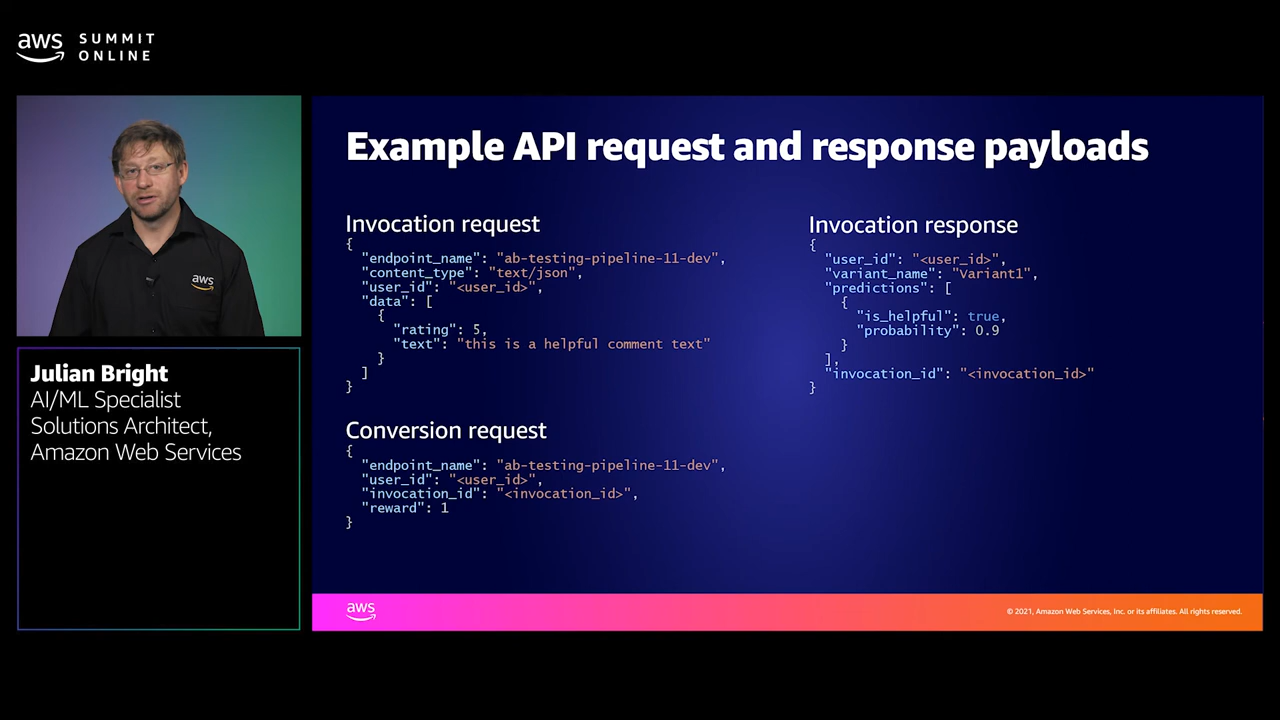 aws SUMMIT
ONLINE
aws
Julian Bright
AI/ML Specialist
Solutions Architect,
Amazon Web Services
Example API request and response payloads
Invocation request
{
"endpoint_name": "ab-testing-pipeline-11-dev",
"content_type": "text/json",
"user_id": "<user_id>",
"data": [
{
"rating": 5,
"text": "this is a helpful comment text"
}
]
}
Conversion request
{
"endpoint_name": "ab-testing-pipeline-11-dev",
"user_id": "<user_id>",
"invocation_id": "<invocation_id>",
"reward": 1
}
Invocation response
{
"user_id": "<user_id>",
"variant_name": "Variant1",
"predictions": [
{
"is_helpful": true,
"probability": 0.9
}
],
"invocation_id": "<invocation_id>"
}
aws
© 2021, Amazon Web Services, Inc. or its affiliates. All rights reserved.